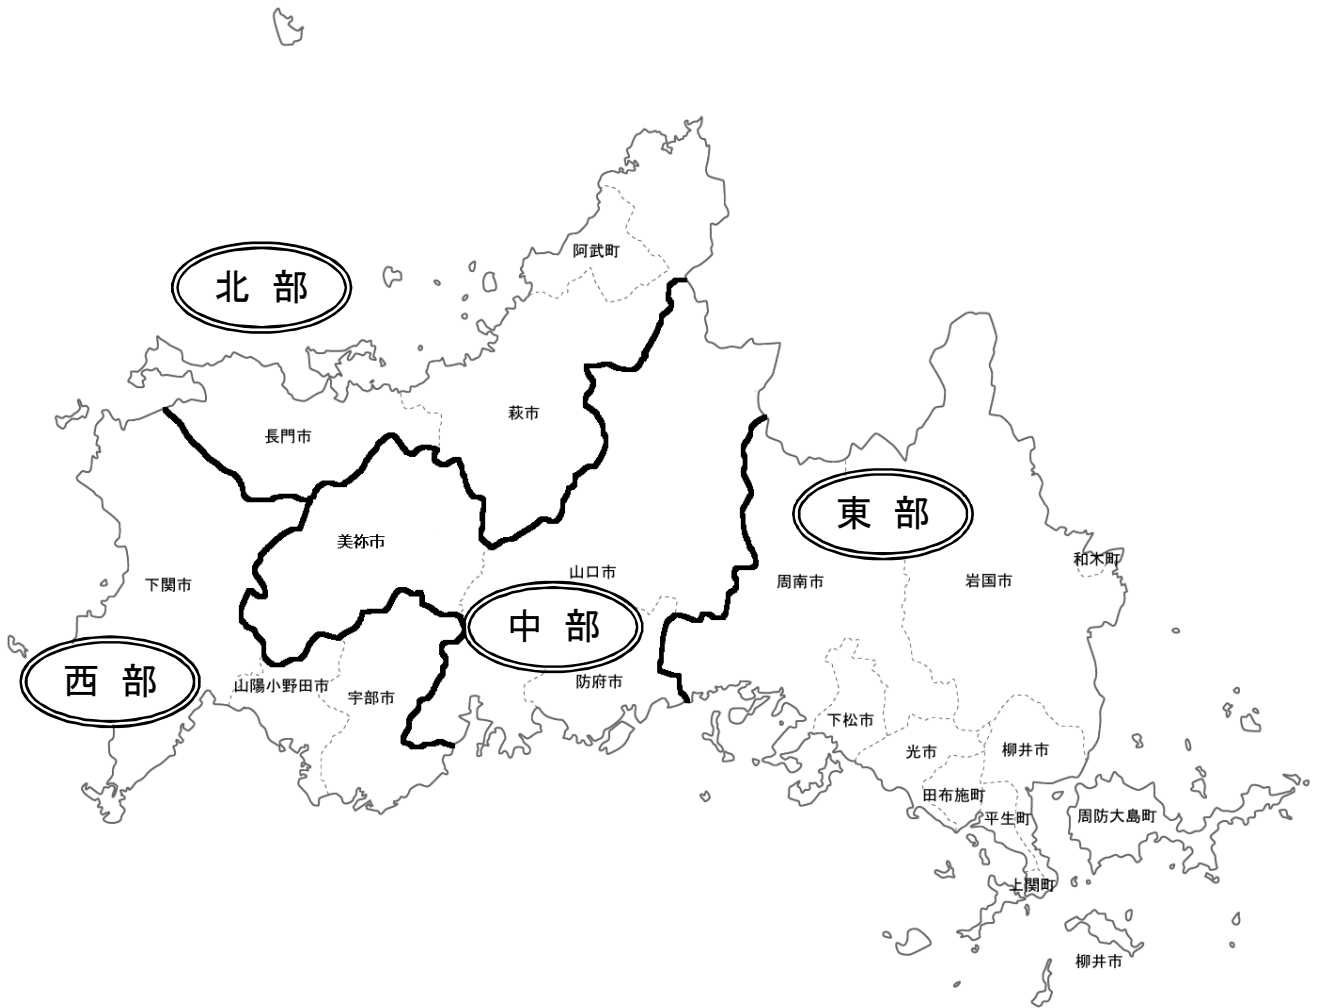 阿武町
北部
萩市
長門市
東部
美祢市
和木町
山口市
周南市
岩国市
下関市
中部
西部
山陽小野田市
防府市
宇部市
下松市
光市
柳井市
田布施町
平生町
周防大島町
上関町
柳井市